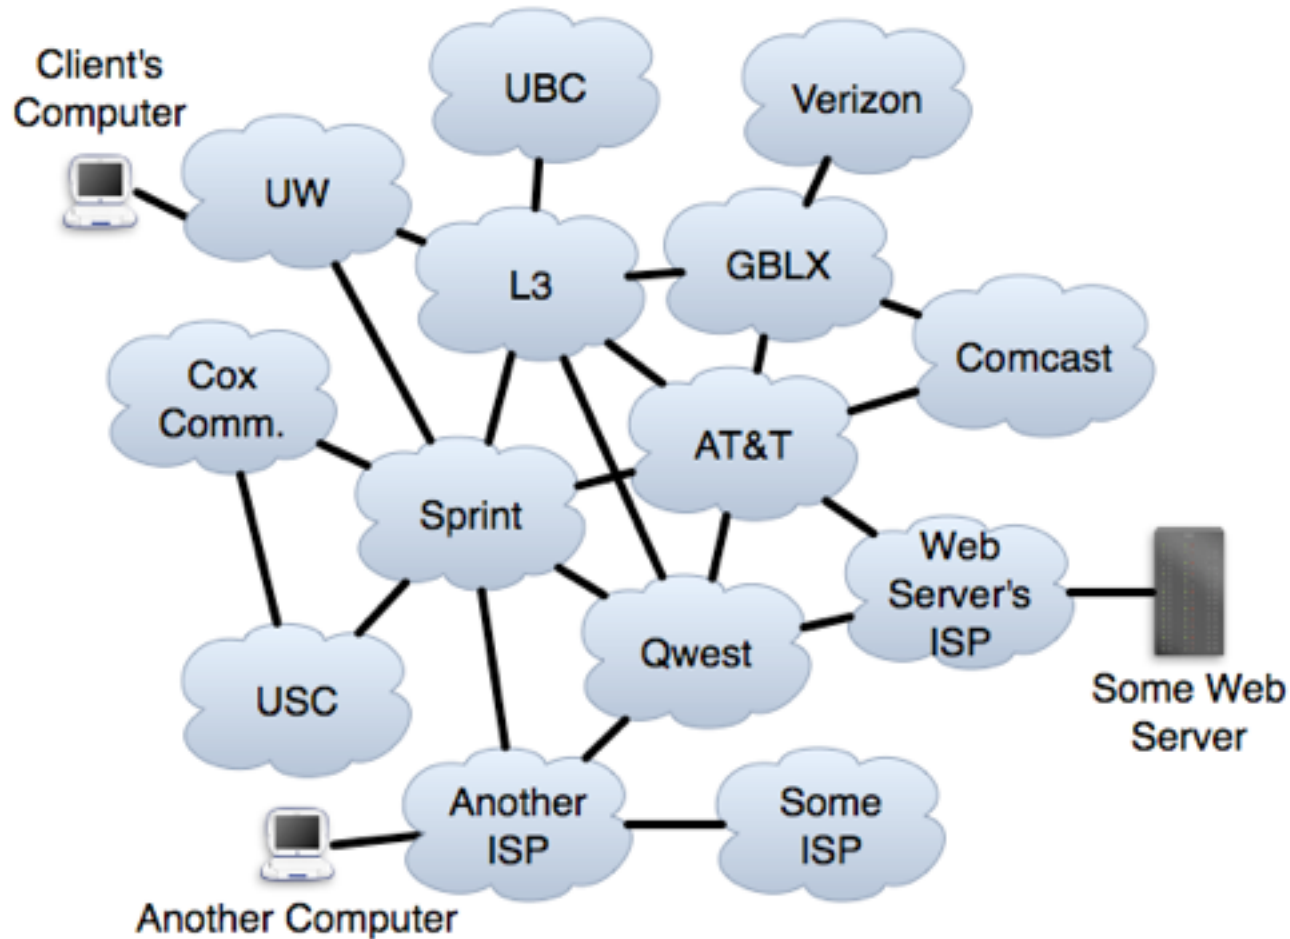 Client's
Computer
UBC
Verizon
UW
L3
GBLX
Cox
Comm.
Comcast
AT&T
Sprint
Web
Server's
ISP
Qwest
USC
Some Web
Server
Another
ISP
Some
ISP
Another Computer